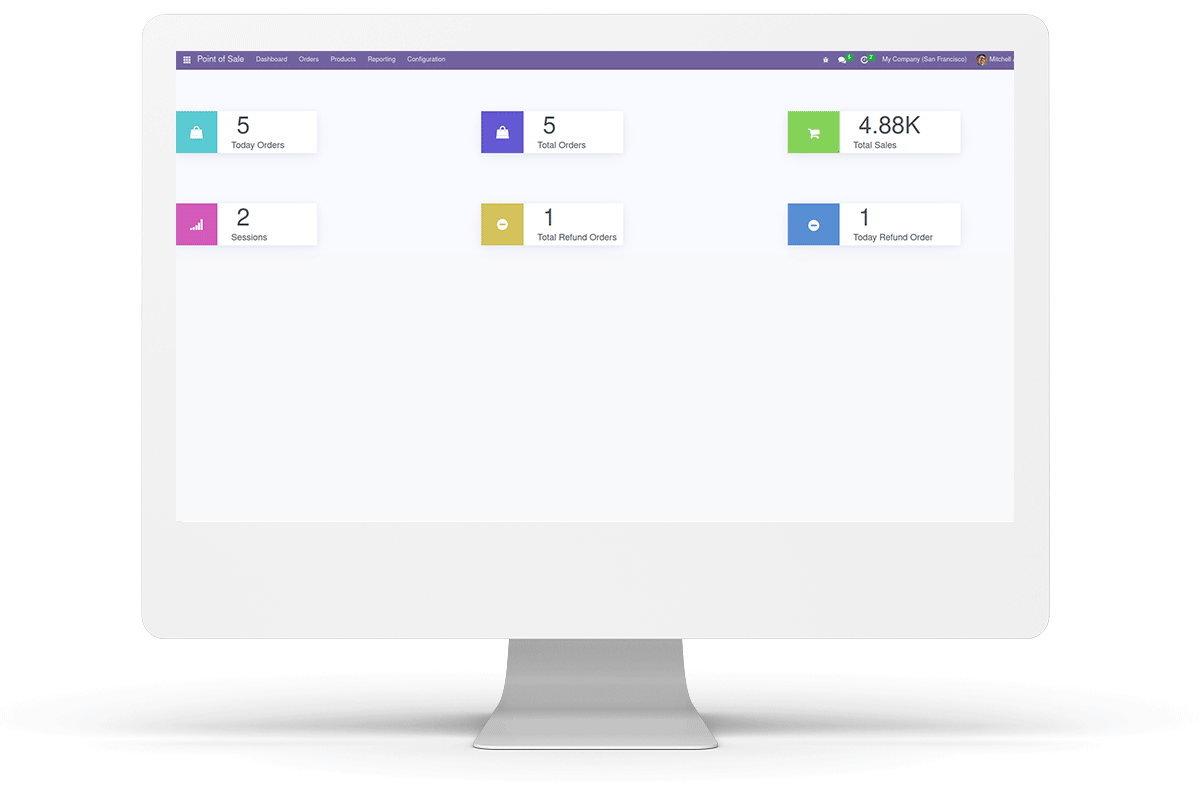 Point of Sale Dashboard Orders Products Reporting Configuration 5 2 My Company (San Francisco) Mitchell
5 5 4.88K
Today Orders Total Orders Total Sales
2 1 1
Sessions Total Refund Orders Today Refund Order